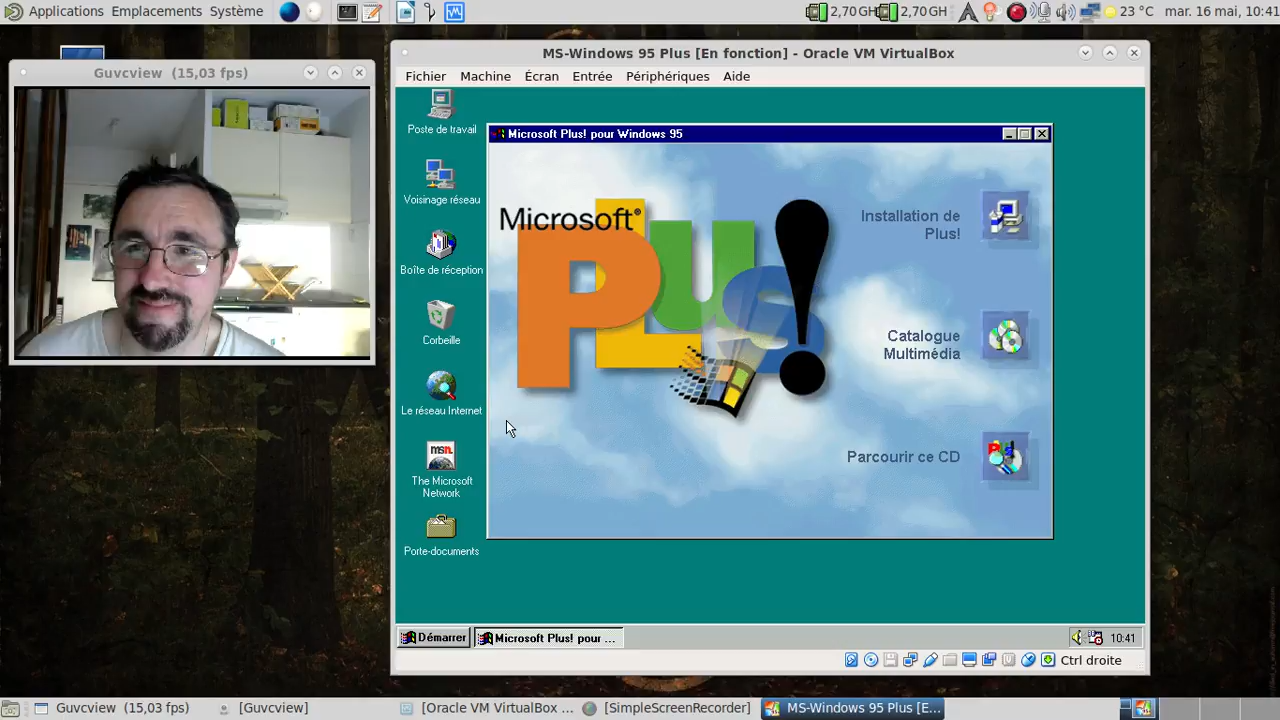 Applications Emplacements Système
2,70 GH 2,70 GH 23 °C mar. 16 mai, 10:41
Guvcview (15,03 fps)
MS-Windows 95 Plus [En fonction] - Oracle VM VirtualBox
Fichier Machine Écran Entrée Périphériques Aide
Poste de travail
Voisinage réseau
Boîte de réception
Corbeille
Le réseau Internet
msn
The Microsoft
Network
Porte-documents
Microsoft Plus! pour Windows 95
Microsoft®
PLUS!
Installation de
Plus!
Catalogue
Multimédia
Parcourir ce CD
Démarrer Microsoft Plus! pour ... 10:41
Ctrl droite
Guvcview (15,03 fps) [Guvcview] [Oracle VM VirtualBox ... [SimpleScreenRecorder] MS-Windows 95 Plus [E...